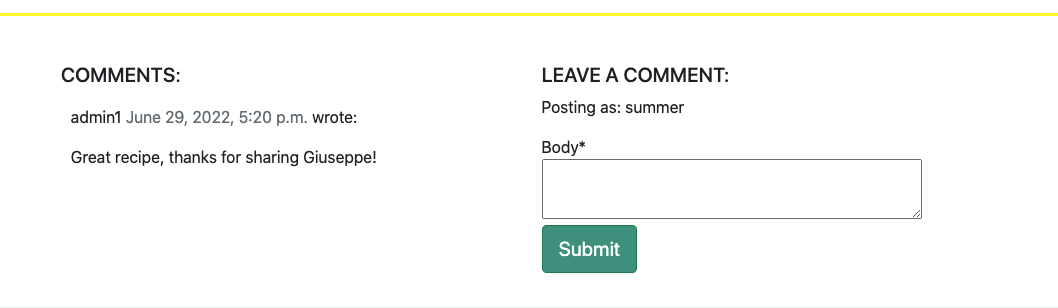 COMMENTS:
admin1 June 29, 2022, 5:20 p.m. wrote:
Great recipe, thanks for sharing Giuseppe!
LEAVE A COMMENT:
Posting as: summer
Body*
Submit